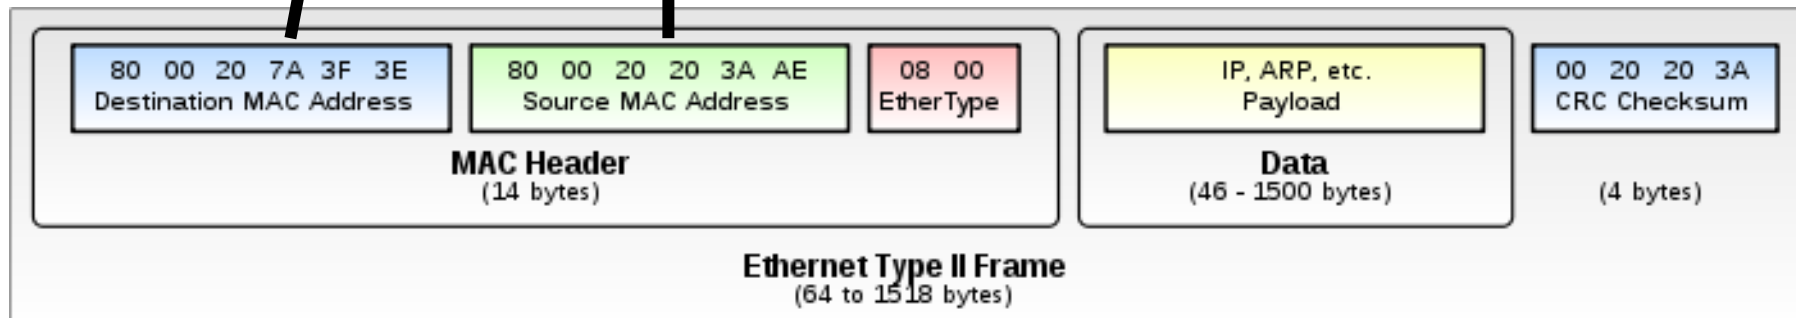 80 00 20 7A 3F 3E
Destination MAC Address
80 00 20 20 3A AE
Source MAC Address
08 00
EtherType
MAC Header
(14 bytes)
IP, ARP, etc.
Payload
Data
(46 - 1500 bytes)
00 20 20 3A
CRC Checksum
(4 bytes)
Ethernet Type II Frame
(64 to 1518 bytes)